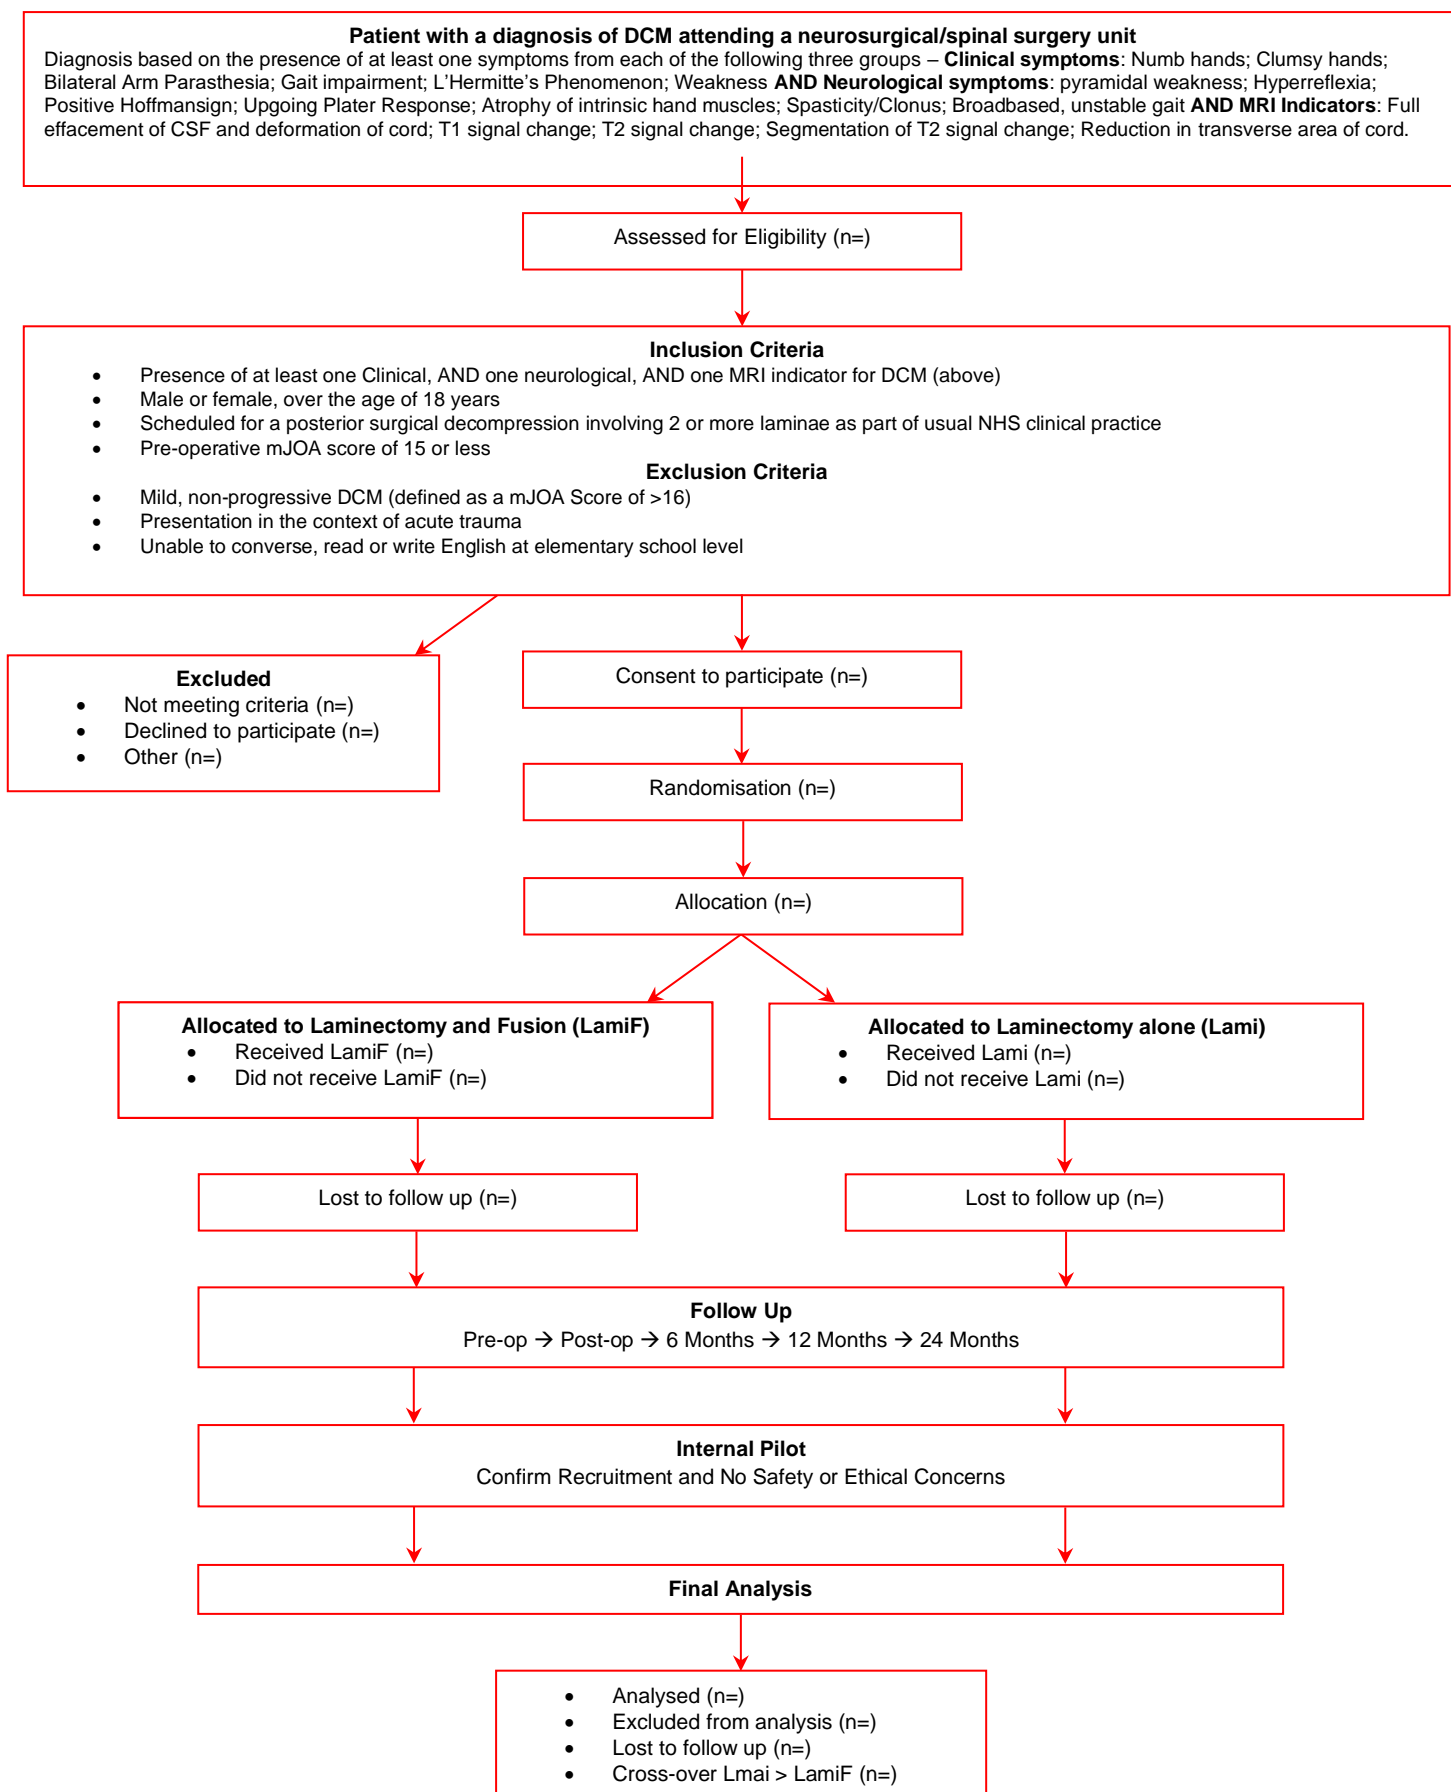 Patient with a diagnosis of DCM attending a neurosurgical/spinal surgery unit
Diagnosis based on the presence of at least one symptoms from each of the following three groups – Clinical symptoms: Numb hands; Clumsy hands;
Bilateral Arm Parasthesia; Gait impairment; L'Hermitte's Phenomenon; Weakness AND Neurological symptoms: pyramidal weakness; Hyperreflexia;
Positive Hoffmansign; Upgoing Plater Response; Atrophy of intrinsic hand muscles; Spasticity/Clonus; Broadbased, unstable gait AND MRI Indicators: Full
effacement of CSF and deformation of cord; T1 signal change; T2 signal change; Segmentation of T2 signal change; Reduction in transverse area of cord.
Assessed for Eligibility (n=)
Inclusion Criteria
• Presence of at least one Clinical, AND one neurological, AND one MRI indicator for DCM (above)
• Male or female, over the age of 18 years
• Scheduled for a posterior surgical decompression involving 2 or more laminae as part of usual NHS clinical practice
• Pre-operative mJOA score of 15 or less
Exclusion Criteria
• Mild, non-progressive DCM (defined as a mJOA Score of >16)
• Presentation in the context of acute trauma
• Unable to converse, read or write English at elementary school level
Excluded
• Not meeting criteria (n=)
• Declined to participate (n=)
• Other (n=)
Consent to participate (n=)
Randomisation (n=)
Allocation (n=)
Allocated to Laminectomy and Fusion (LamiF)
• Received LamiF (n=)
• Did not receive LamiF (n=)
Allocated to Laminectomy alone (Lami)
• Received Lami (n=)
• Did not receive Lami (n=)
Lost to follow up (n=)
Lost to follow up (n=)
Follow Up
Pre-op → Post-op → 6 Months → 12 Months → 24 Months
Internal Pilot
Confirm Recruitment and No Safety or Ethical Concerns
Final Analysis
• Analysed (n=)
• Excluded from analysis (n=)
• Lost to follow up (n=)
• Cross-over Lmai > LamiF (n=)